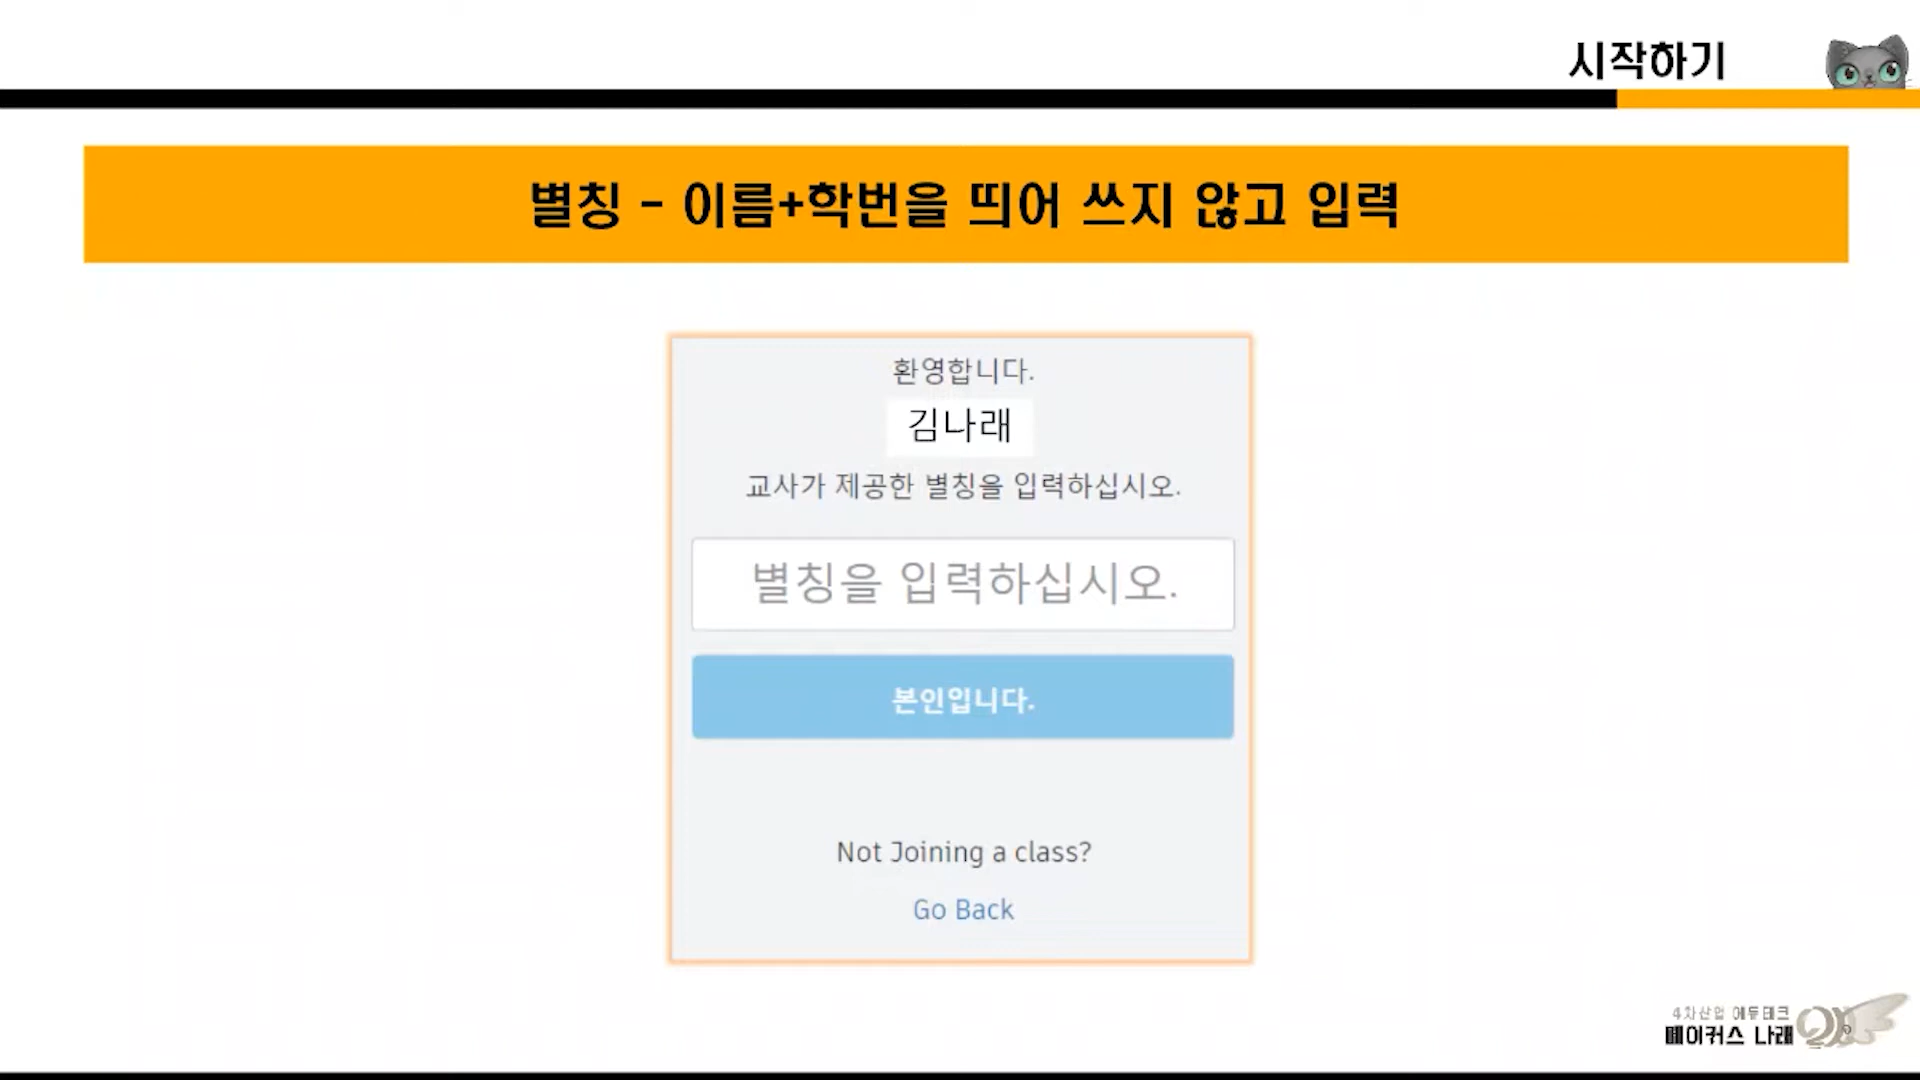 시작하기
별칭 - 이름+학번을 띄어 쓰지 않고 입력
환영합니다.
김나래
교사가 제공한 별칭을 입력하십시오.
별칭을 입력하십시오.
본인입니다.
Not Joining a class?
Go Back
4차산업 에듀테크
메이커스 나래